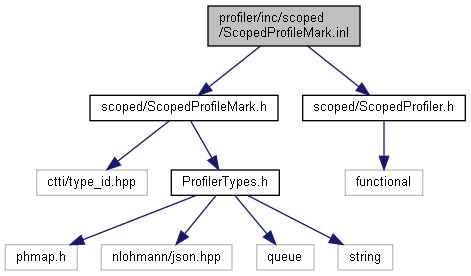 profiler/inc/scoped
/ScopedProfileMark.inl
scoped/ScopedProfileMark.h
scoped/ScopedProfiler.h
ctti/type_id.hpp
ProfilerTypes.h
functional
phmap.h
nlohmann/json.hpp
queue
string